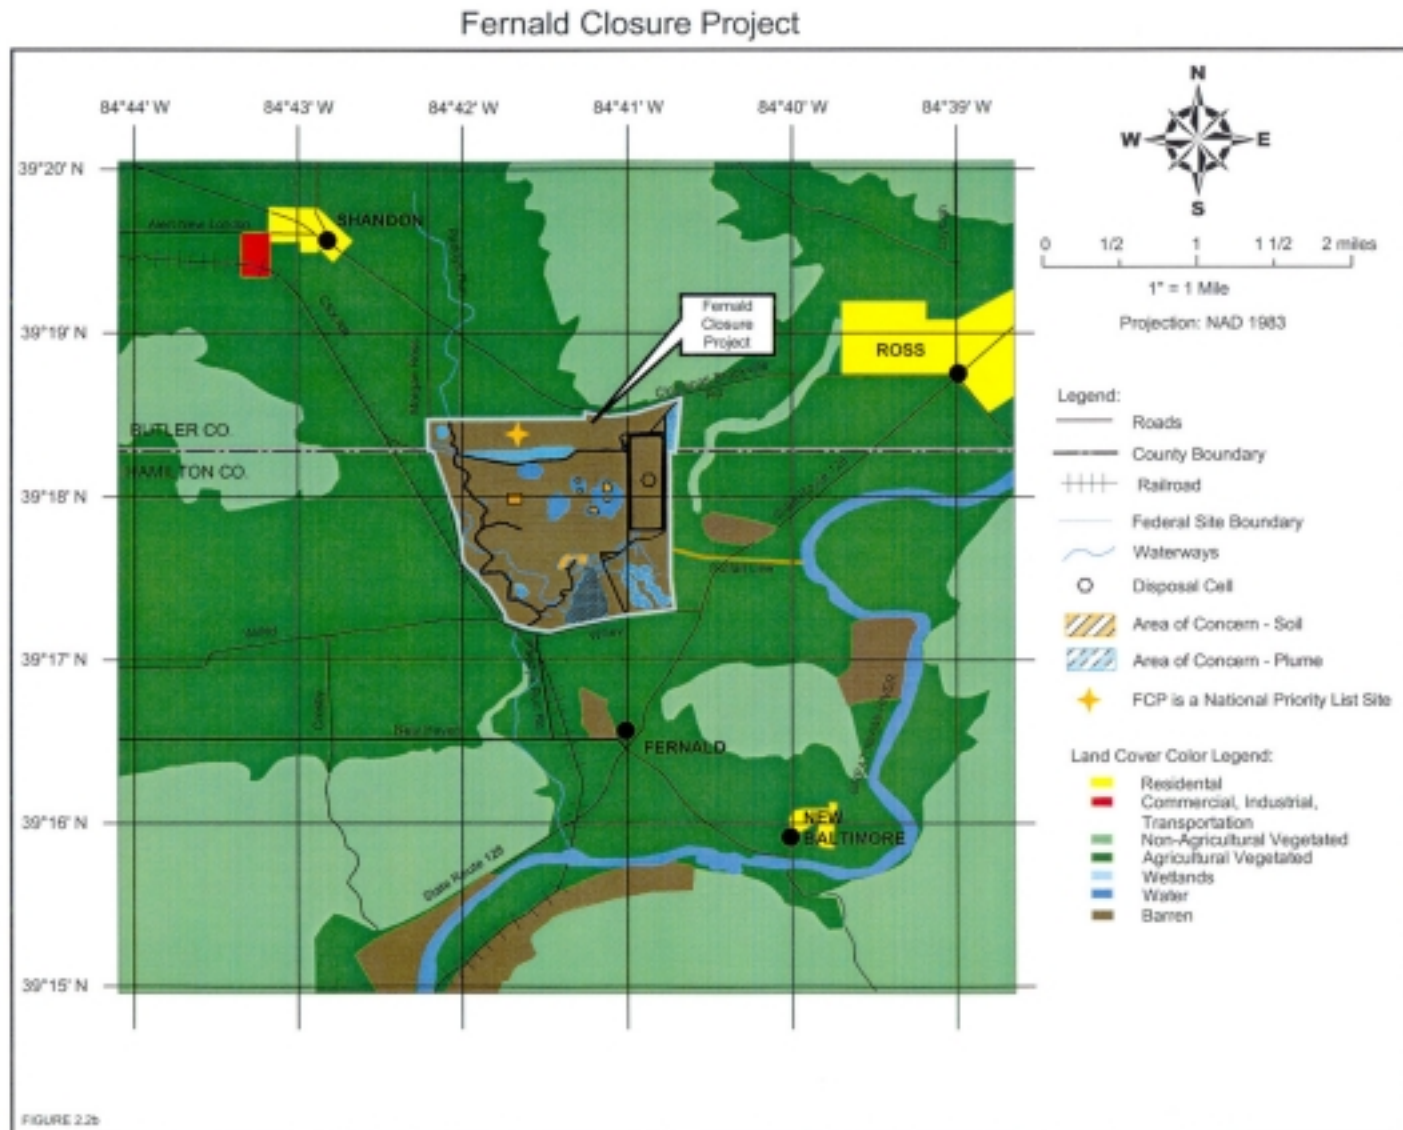 Fernald Closure Project
84°44' W
84°43' W
84°42' W
84°41' W
84°40' W
84°39' W
39°20' N
39°19' N
39°18' N
39°17' N
39°16' N
39°15' N
SHANDON
Fernald
Closure
Project
ROSS
BUTLER CO.
HAMILTON CO.
Willey
FERNALD
NEW
BALTIMORE
State Route 128
N
W
E
S
0 1/2 1 1 1/2 2 miles
1" = 1 Mile
Projection: NAD 1983
Legend:
Roads
County Boundary
Railroad
Federal Site Boundary
Waterways
Disposal Cell
Area of Concern - Soil
Area of Concern - Plume
FCP is a National Priority List Site
Land Cover Color Legend:
Residental
Commercial, Industrial,
Transportation
Non-Agricultural Vegetated
Agricultural Vegetated
Wetlands
Water
Barren
FIGURE 2.2b